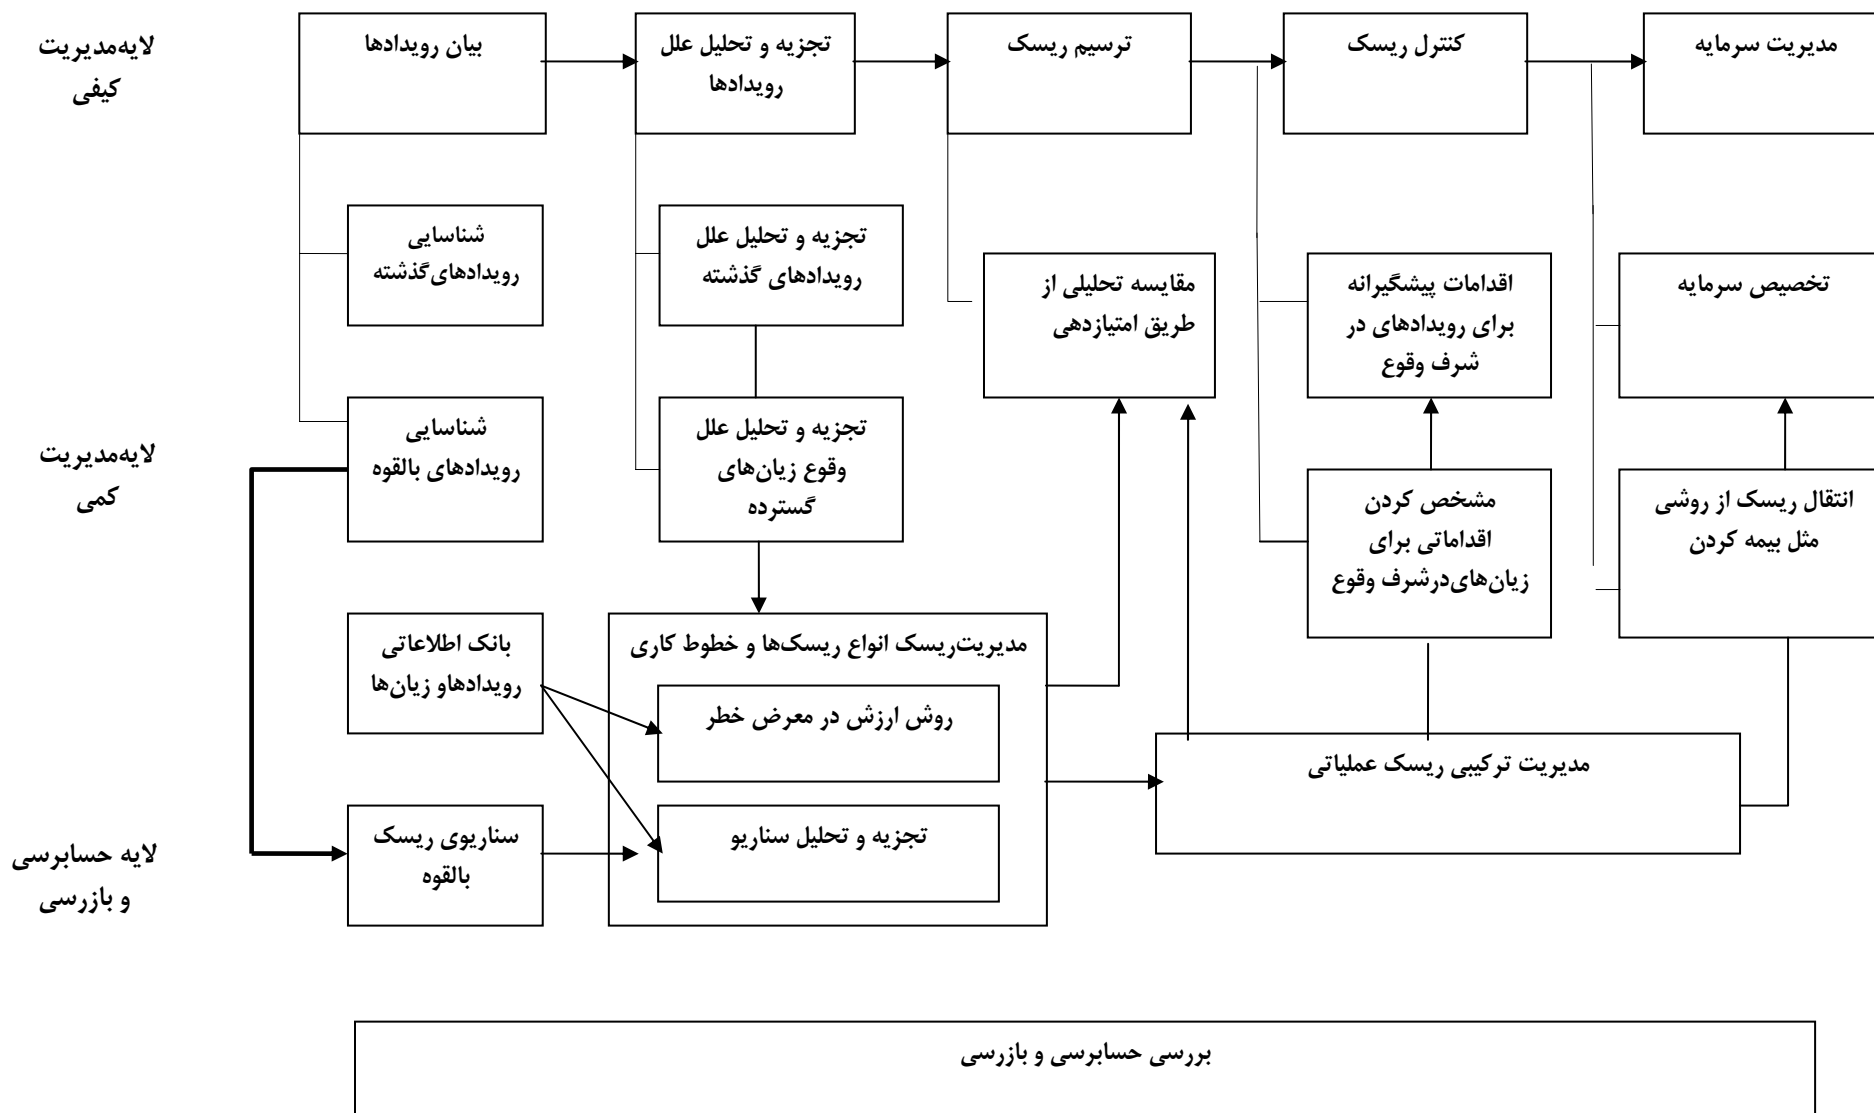 لایه‌مدیریت
کیفی
بیان رویدادها
تجزیه و تحلیل علل
رویدادها
ترسیم ریسک
کنترل ریسک
مدیریت سرمایه
شناسایی
رویدادهای‌گذشته
تجزیه و تحلیل علل
رویدادهای گذشته
مقایسه تحلیلی از
طریق امتیازدهی
اقدامات پیشگیرانه
برای رویدادهای در
شرف وقوع
تخصیص سرمایه
لایه‌مدیریت
کمی
شناسایی
رویدادهای بالقوه
تجزیه و تحلیل علل
وقوع زیان‌های
گسترده
مشخص کردن
اقداماتی برای
زیان‌های‌درشرف وقوع
انتقال ریسک از روشی
مثل بیمه کردن
بانک اطلاعاتی
رویدادهاو زیان‌ها
مدیریت‌ریسک انواع ریسک‌ها و خطوط کاری
روش ارزش در معرض خطر
تجزیه و تحلیل سناریو
مدیریت ترکیبی ریسک عملیاتی
لایه حسابرسی
و بازرسی
سناریوی ریسک
بالقوه
بررسی حسابرسی و بازرسی